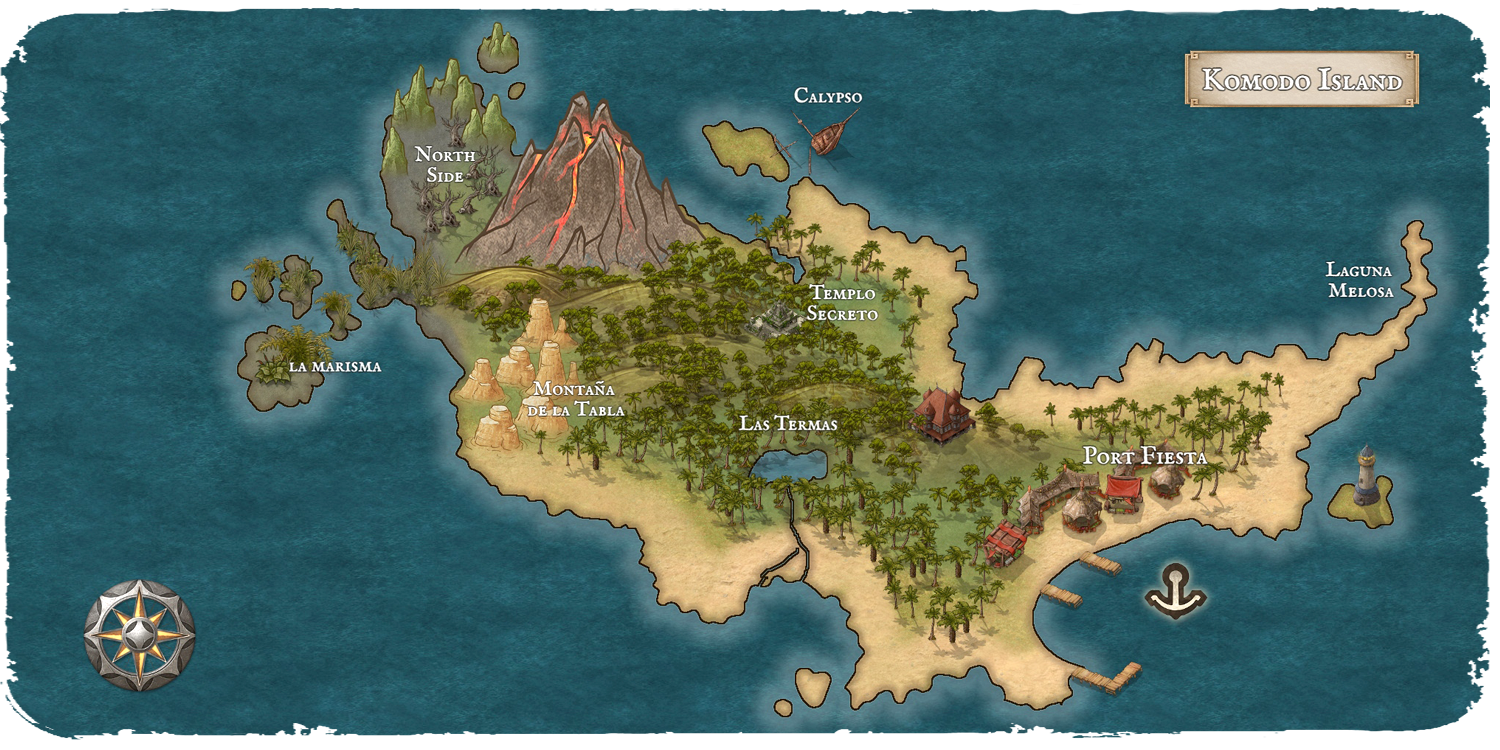 Komodo Island
Calypso
North
Side
Laguna
Melosa
Templo
Secreto
la marisma
Montaña
de la Tabla
Las Termas
Port Fiesta